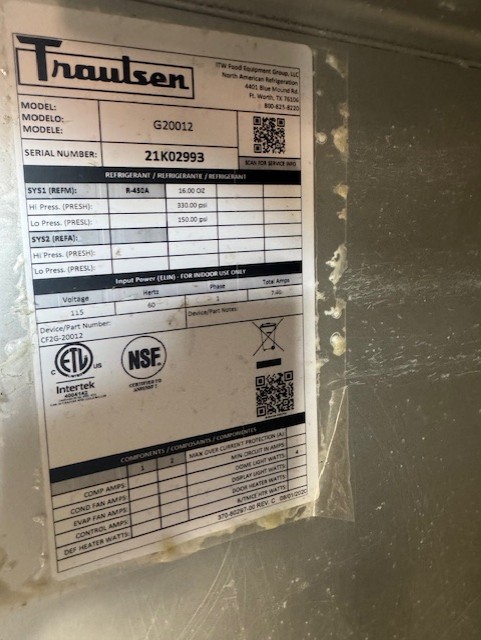 Traulsen
ITW Food Equipment Group, LLC
North American Refrigeration
4401 Blue Mound Rd.
Ft. Worth, TX 76106
800-825-8220
MODEL:
MODELO:
MODELE:
G20012
SERIAL NUMBER:
21K02993
SCAN FOR SERVICE INFO
REFRIGERANT / REFRIGERANTE / REFRIGERANT
SYS1 (REFM): R-450A 16.00 OZ
Hi Press. (PRESH): 330.00 psi
Lo Press. (PRESL): 150.00 psi
SYS2 (REFA):
Hi Press. (PRESH):
Lo Press. (PRESL):
Input Power (ELIN) - FOR INDOOR USE ONLY
Voltage Hertz Phase Total Amps
115 60 1
Device/Part Number: Device/Part Notes:
CF2G-20012
ETL
C US
Intertek
NSF
COMPONENTS / COMPOSANTS / COMPONENTES
1 2 MAX OVER CURRENT PROTECTION (A)
COMP AMPS MIN CIRCUIT IN AMPS
COND FAN AMPS DOME LIGHT WATTS
EVAP FAN AMPS DISPLAY LIGHT WATTS
CONTROL AMPS DOOR HEATER WATTS
DEF HEATER WATTS
370-60297-00 REV. C 08/01/2020